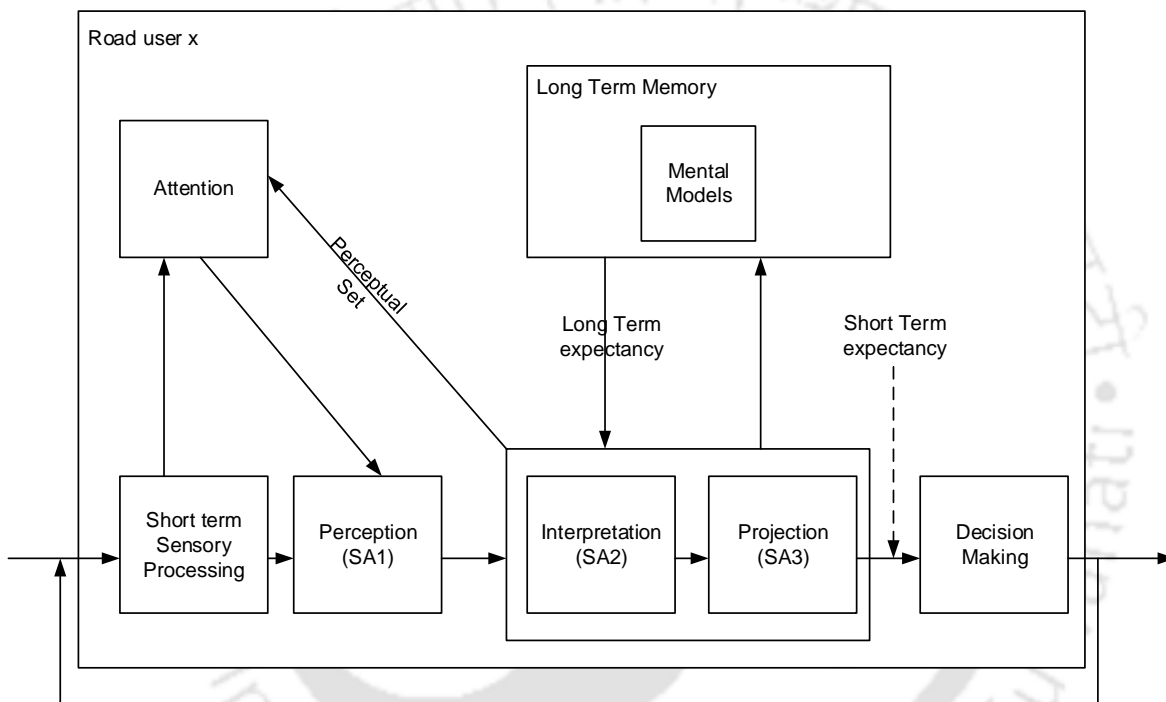 Road user x
Long Term Memory
Mental
Models
Attention
Perceptual
Set
Long Term
expectancy
Short Term
expectancy
Short term
Sensory
Processing
Perception
(SA1)
Interpretation
(SA2)
Projection
(SA3)
Decision
Making